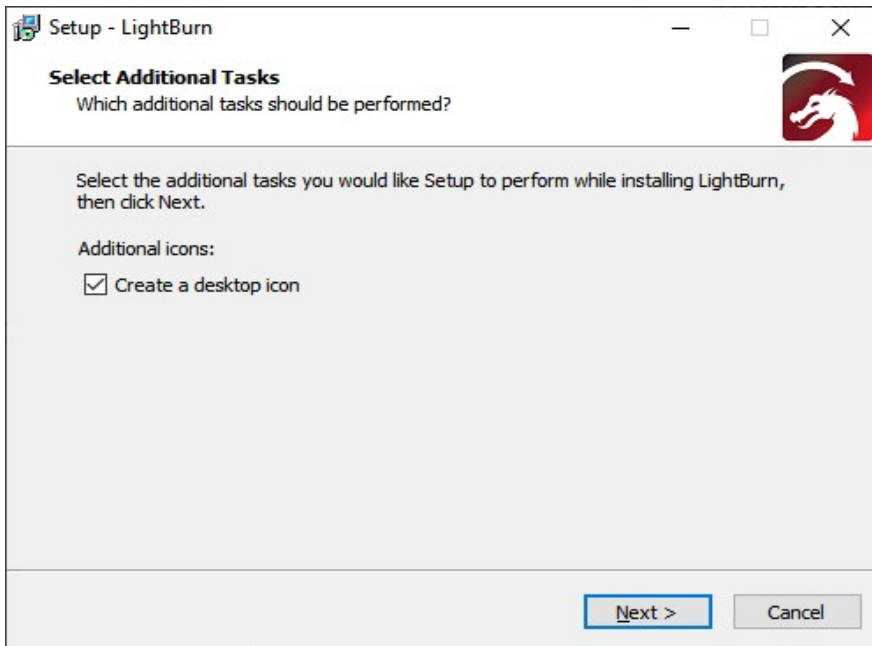 Setup - LightBurn
Select Additional Tasks
Which additional tasks should be performed?
Select the additional tasks you would like Setup to perform while installing LightBurn,
then click Next.
Additional icons:
Create a desktop icon
Next >
Cancel